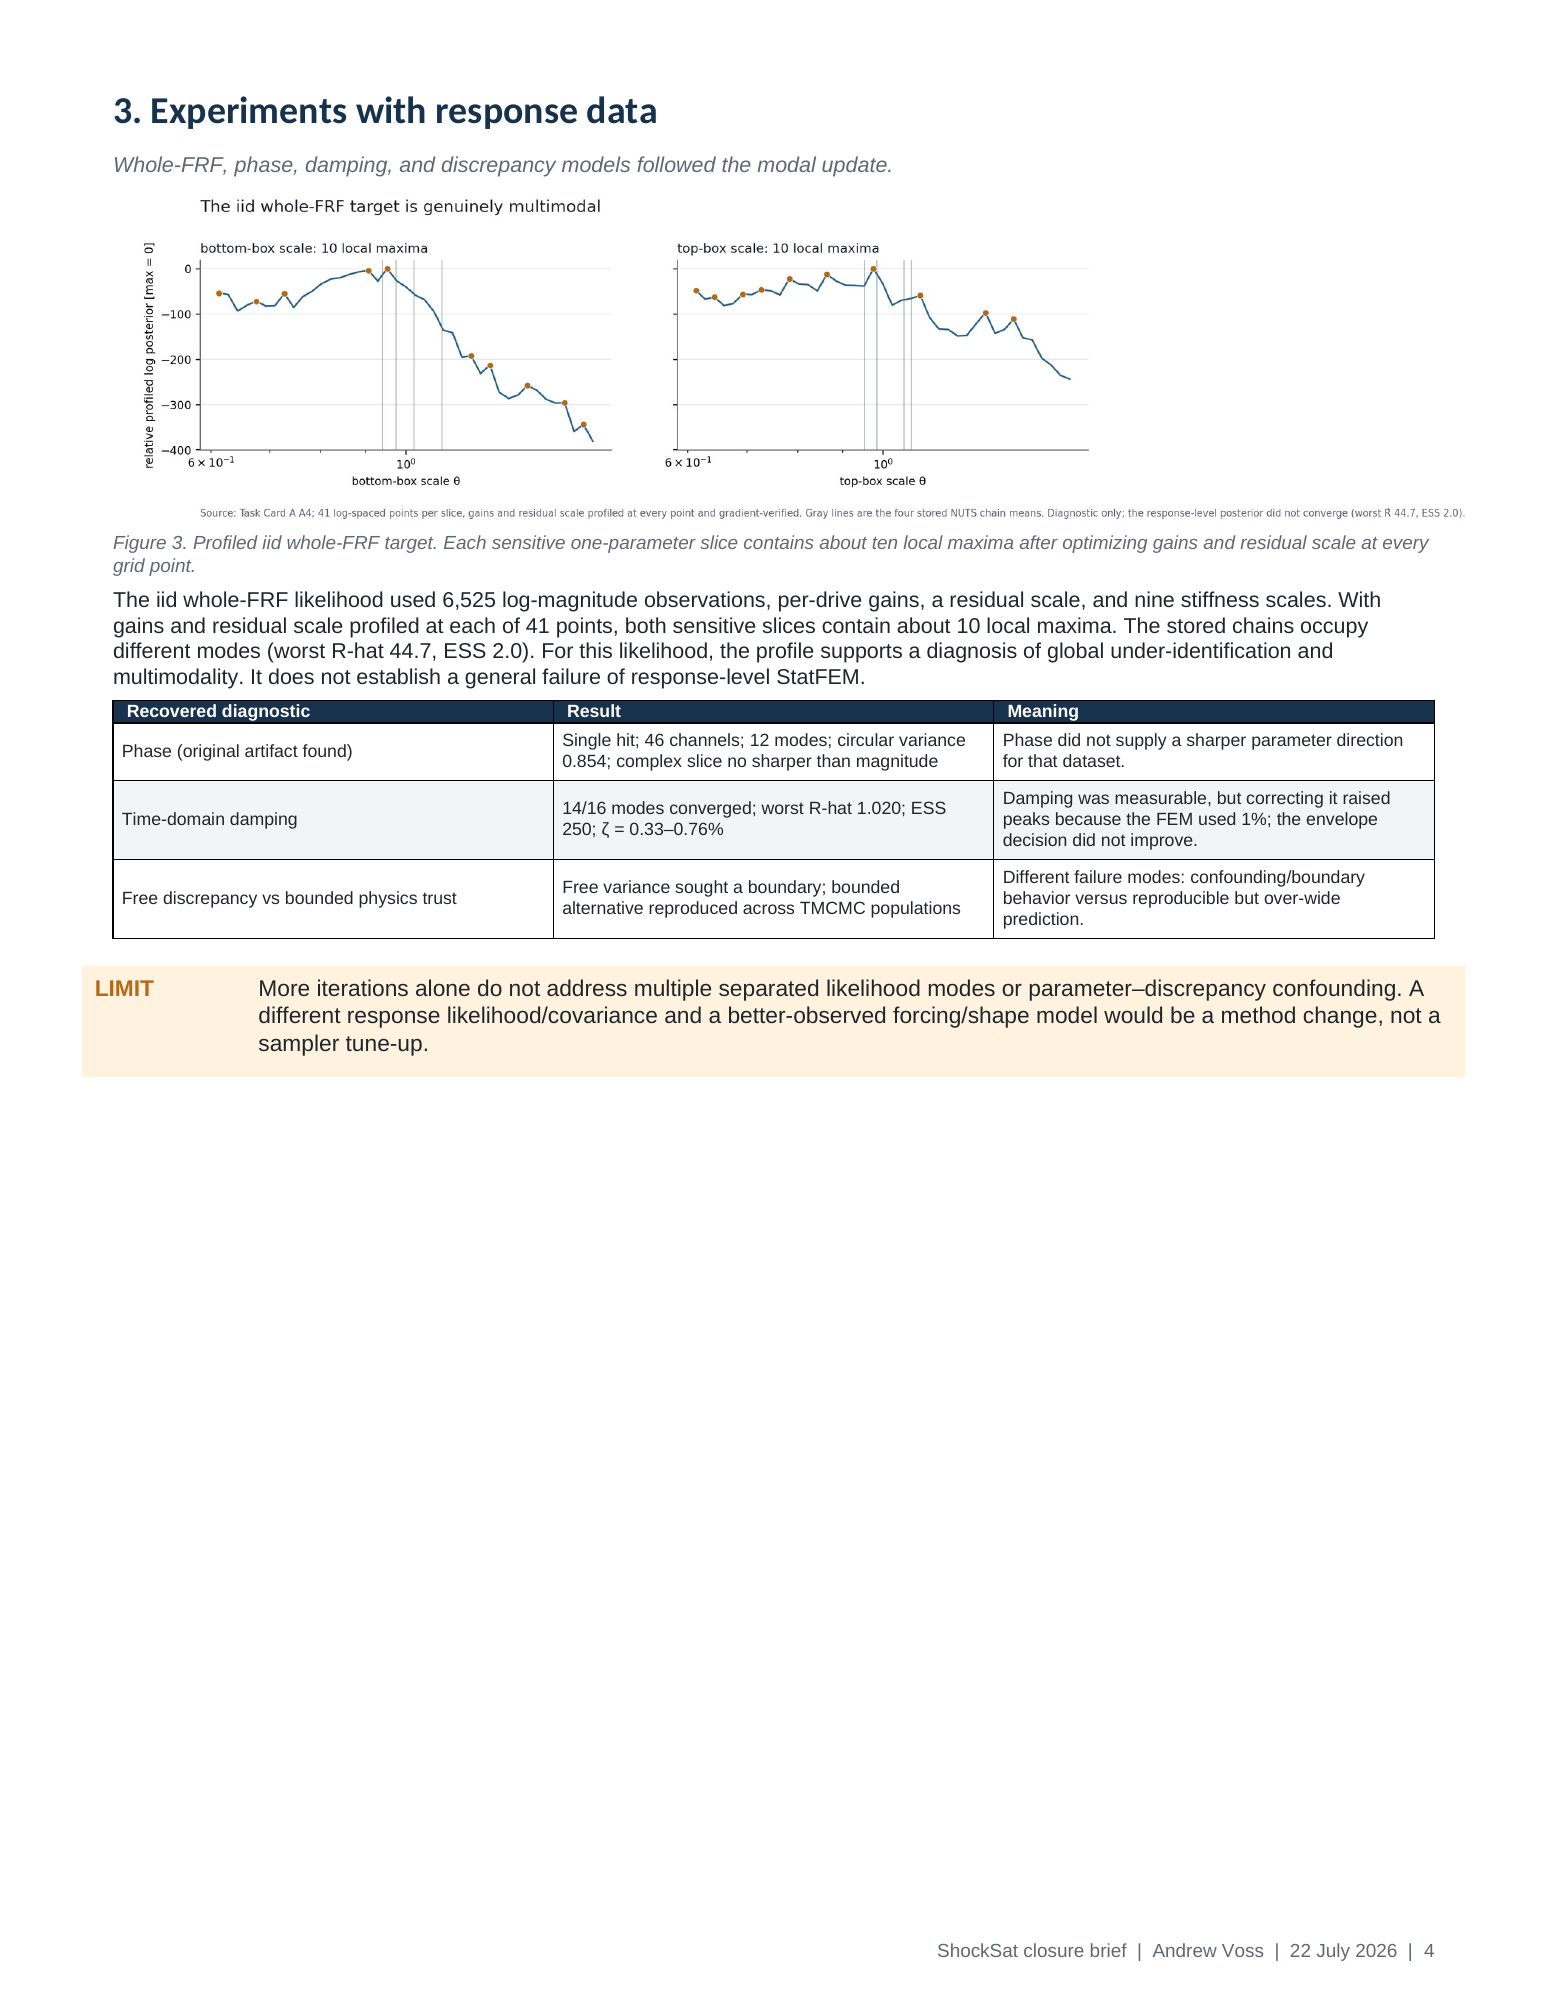 3. Experiments with response data
Whole-FRF, phase, damping, and discrepancy models followed the modal update.
The iid whole-FRF target is genuinely multimodal
bottom-box scale: 10 local maxima
relative profiled log posterior [max = 0]
0
−100
−200
−300
−400
6 × 10⁻¹
10⁰
bottom-box scale θ
top-box scale: 10 local maxima
6 × 10⁻¹
10⁰
top-box scale θ
Source: Task Card A A4; 41 log-spaced points per slice, gains and residual scale profiled at every point and gradient-verified. Gray lines are the four stored NUTS chain means. Diagnostic only; the response-level posterior did not converge (worst R̂ 44.7, ESS 2.0).
Figure 3. Profiled iid whole-FRF target. Each sensitive one-parameter slice contains about ten local maxima after optimizing gains and residual scale at every
grid point.
The iid whole-FRF likelihood used 6,525 log-magnitude observations, per-drive gains, a residual scale, and nine stiffness scales. With
gains and residual scale profiled at each of 41 points, both sensitive slices contain about 10 local maxima. The stored chains occupy
different modes (worst R-hat 44.7, ESS 2.0). For this likelihood, the profile supports a diagnosis of global under-identification and
multimodality. It does not establish a general failure of response-level StatFEM.
Recovered diagnostic
Result
Meaning
Phase (original artifact found)
Single hit; 46 channels; 12 modes; circular variance
0.854; complex slice no sharper than magnitude
Phase did not supply a sharper parameter direction
for that dataset.
Time-domain damping
14/16 modes converged; worst R-hat 1.020; ESS
250; ζ = 0.33–0.76%
Damping was measurable, but correcting it raised
peaks because the FEM used 1%; the envelope
decision did not improve.
Free discrepancy vs bounded physics trust
Free variance sought a boundary; bounded
alternative reproduced across TMCMC populations
Different failure modes: confounding/boundary
behavior versus reproducible but over-wide
prediction.
LIMIT
More iterations alone do not address multiple separated likelihood modes or parameter–discrepancy confounding. A
different response likelihood/covariance and a better-observed forcing/shape model would be a method change, not a
sampler tune-up.
ShockSat closure brief | Andrew Voss | 22 July 2026 | 4